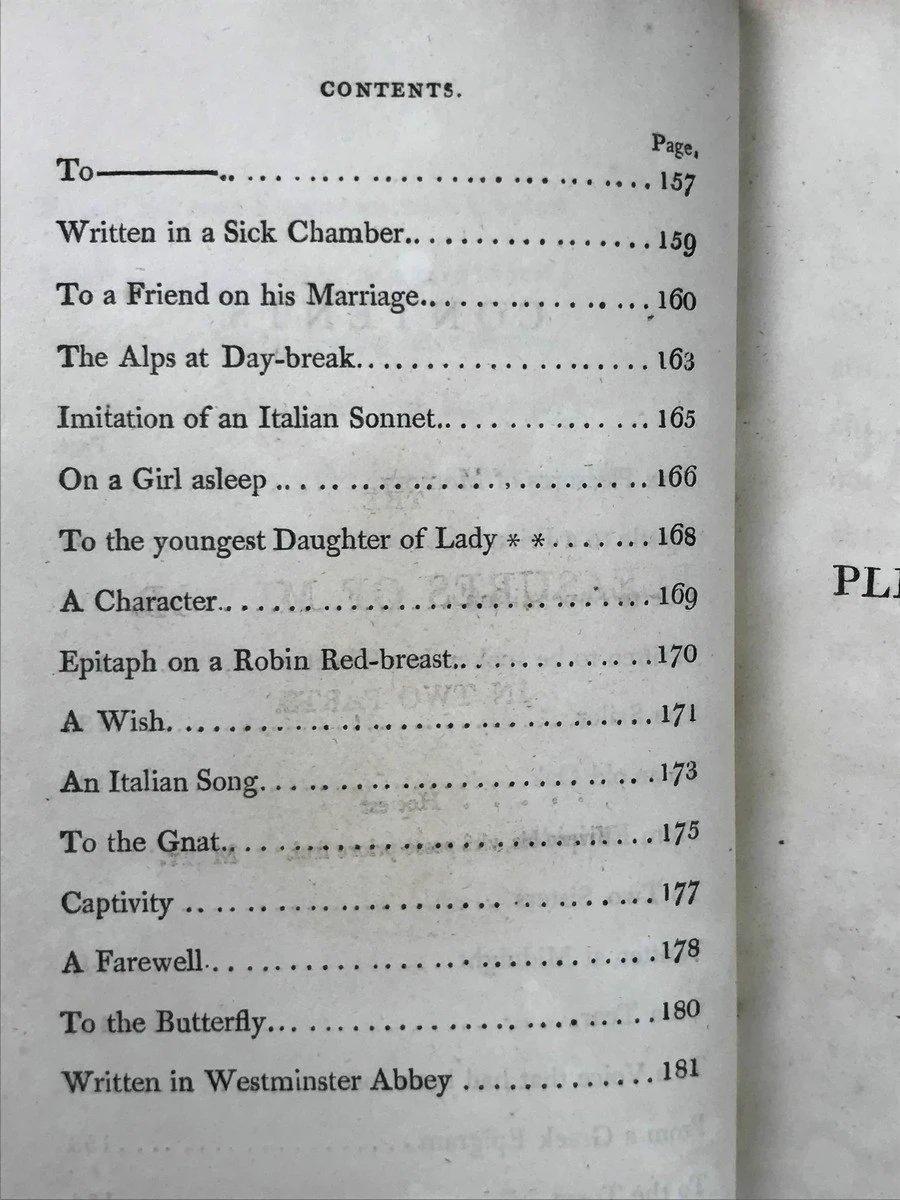 CONTENTS.
Page,
To————.. .......................... 157
Written in a Sick Chamber................ 159
To a Friend on his Marriage............. 160
The Alps at Day-break................... 163
Imitation of an Italian Sonnet............. 165
On a Girl asleep ....................... 166
To the youngest Daughter of Lady * *....... 168
A Character........................... 169
Epitaph on a Robin Red-breast............. 170
A Wish............................. 171
An Italian Song....................... 173
To the Gnat......................... 175
Captivity ........................... 177
A Farewell.......................... 178
To the Butterfly....................... 180
Written in Westminster Abbey ............. 181